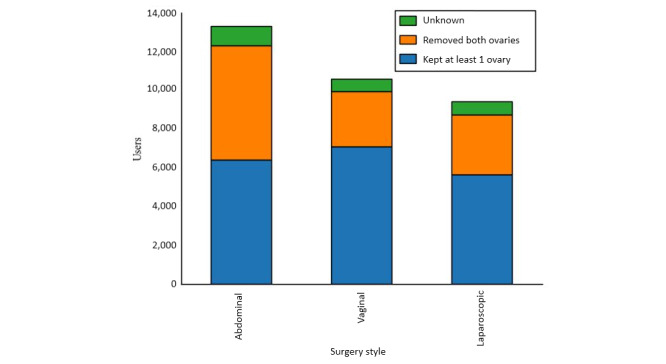 14,000
12,000
10,000
8,000
6,000
4,000
2,000
0
Users
Unknown
Removed both ovaries
Kept at least 1 ovary
Abdominal
Vaginal
Laparoscopic
Surgery style